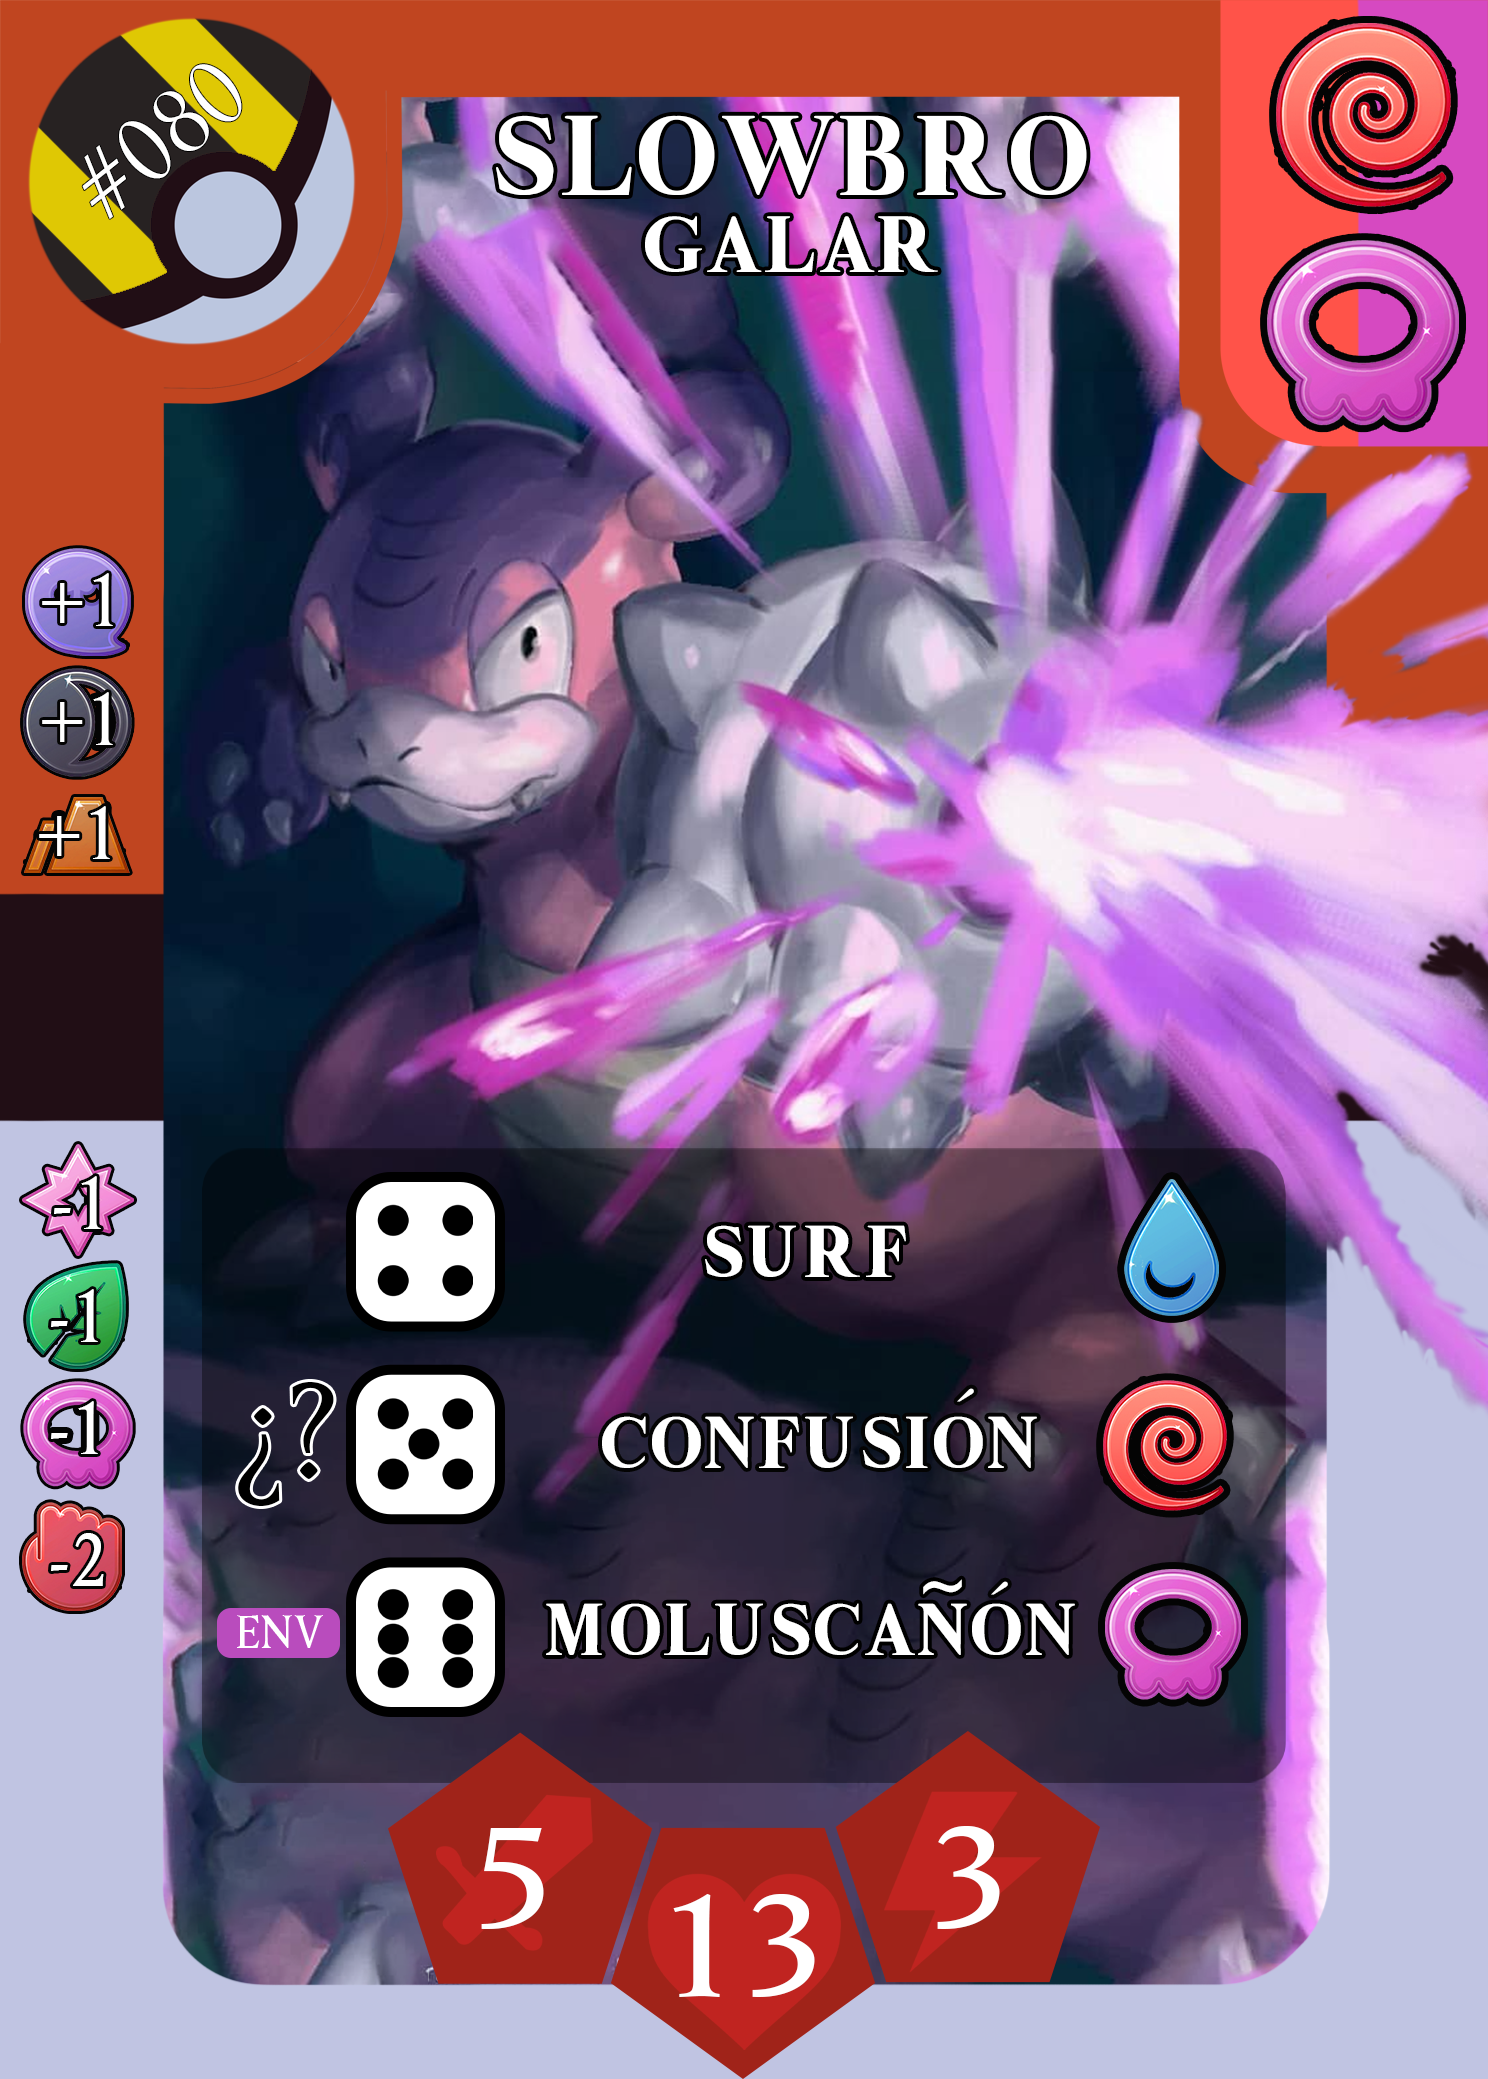 #080
SLOWBRO
GALAR
+1
+1
+1
-1
-1
-1
-2
SURF
¿?
CONFUSIÓN
ENV
MOLUSCAÑÓN
5
13
3